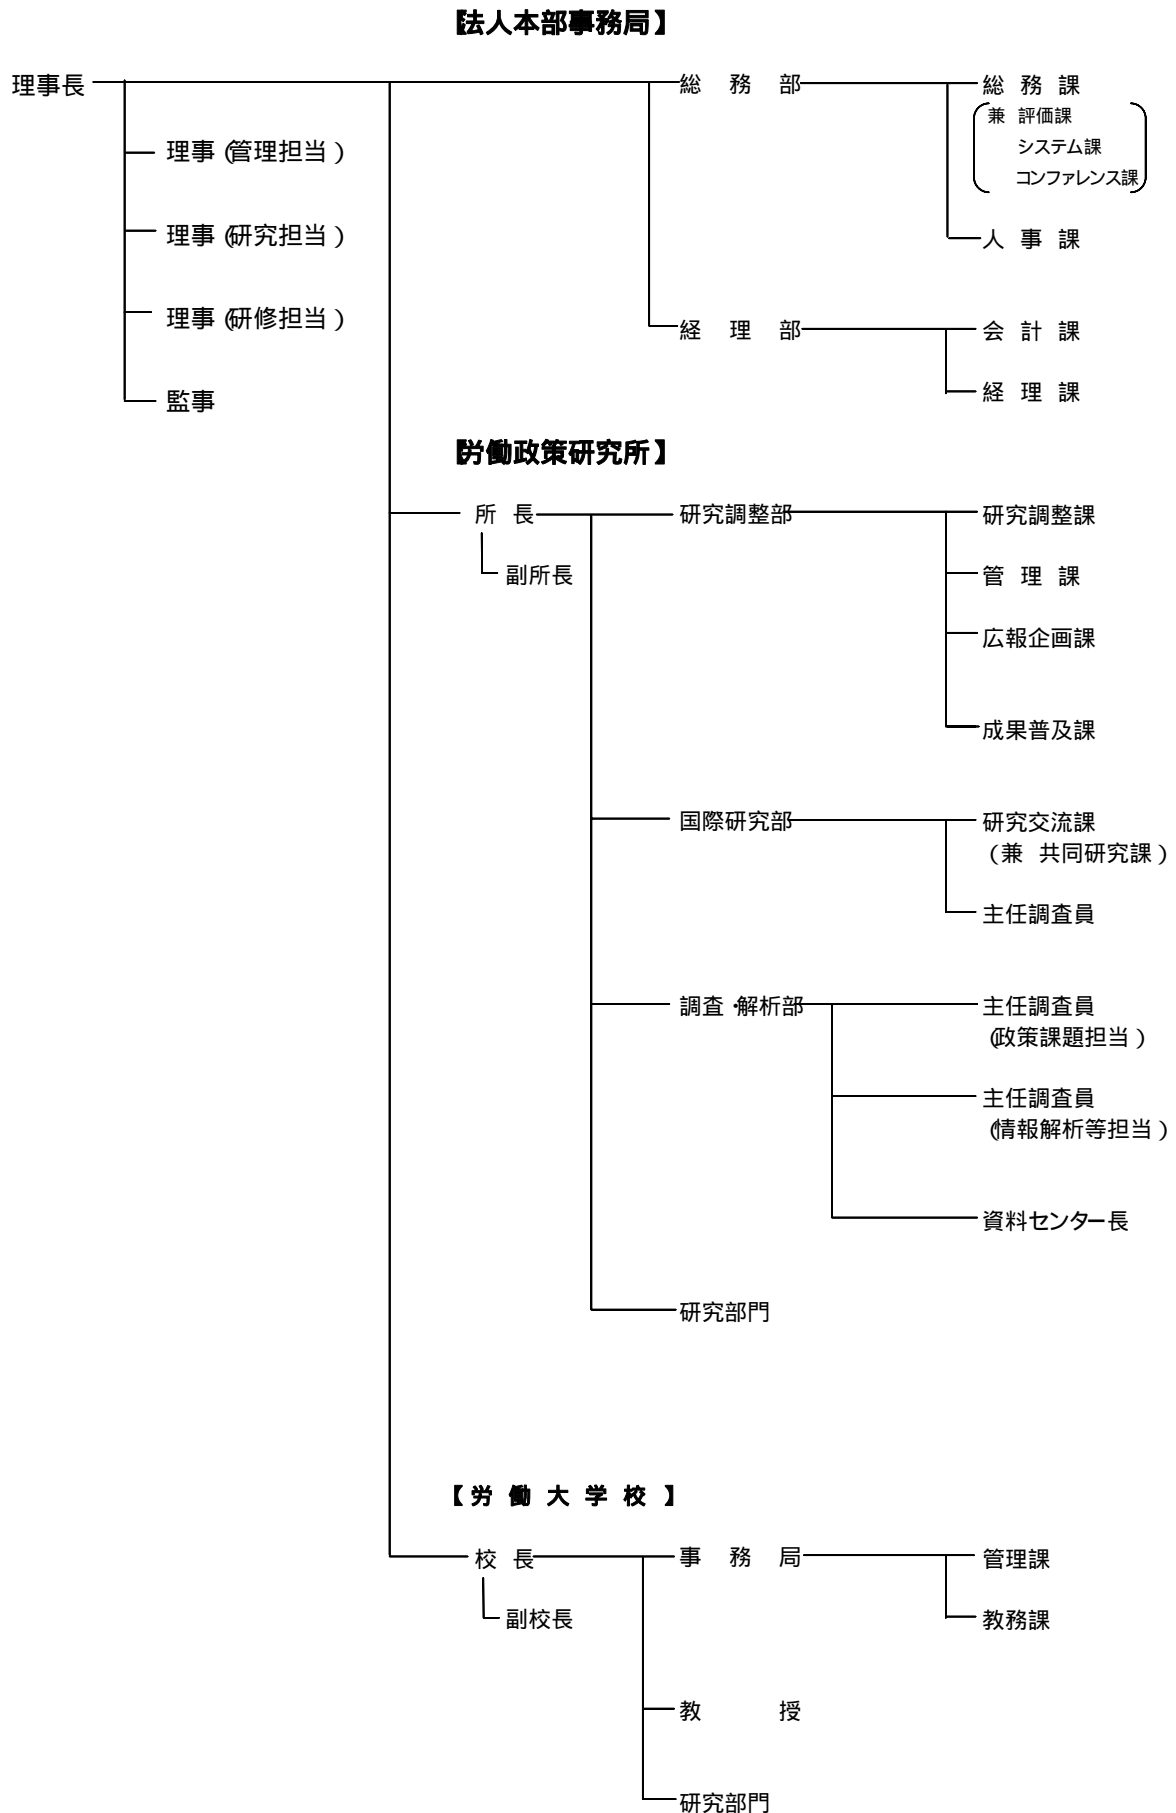 【法人本部事務局】
理事長
総 務 部
総 務 課
兼 評価課
システム課
コンファレンス課
理事(管理担当)
理事(研究担当)
人 事 課
理事(研修担当)
経 理 部
会 計 課
監事
経 理 課
【労働政策研究所】
所 長
研究調整部
研究調整課
副所長
管 理 課
広報企画課
成果普及課
国際研究部
研究交流課
(兼 共同研究課)
主任調査員
調査・解析部
主任調査員
(政策課題担当)
主任調査員
(情報解析等担当)
資料センター長
研究部門
【 労 働 大 学 校 】
校 長
事 務 局
管理課
副校長
教務課
教 授
研究部門